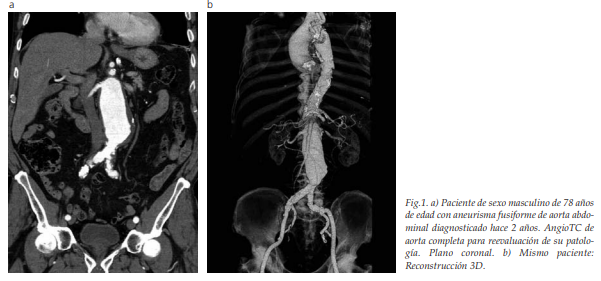 a
b
Fig.1. a) Paciente de sexo masculino de 78 años
de edad con aneurisma fusiforme de aorta abdo-
minal diagnosticado hace 2 años. AngioTC de
aorta completa para reevaluación de su patolo-
gía. Plano coronal. b) Mismo paciente:
Reconstrucción 3D.